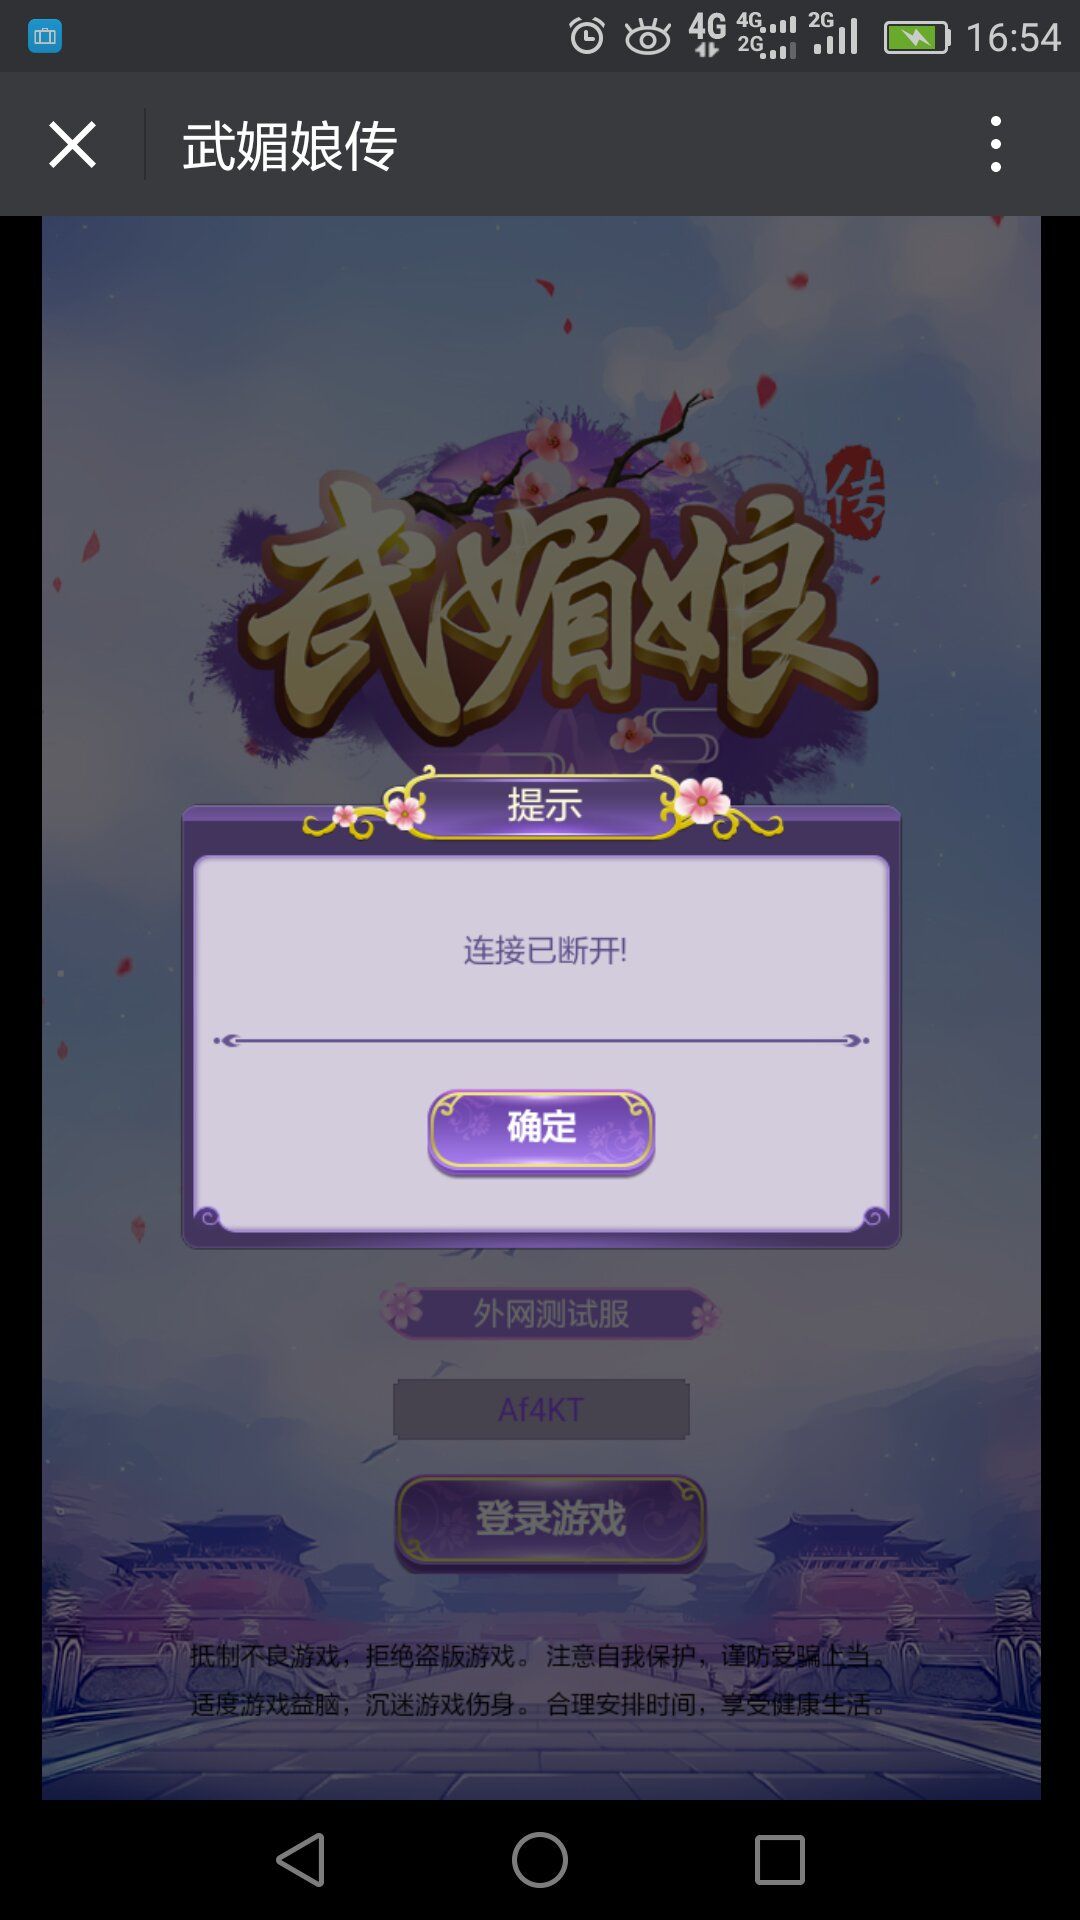 4G 4G 2G 2G 16:54
武媚娘传
武媚娘传
提示
连接已断开!
确定
外网测试服
Af4KT
登录游戏
抵制不良游戏，拒绝盗版游戏。注意自我保护，谨防受骗上当。
适度游戏益脑，沉迷游戏伤身。合理安排时间，享受健康生活。